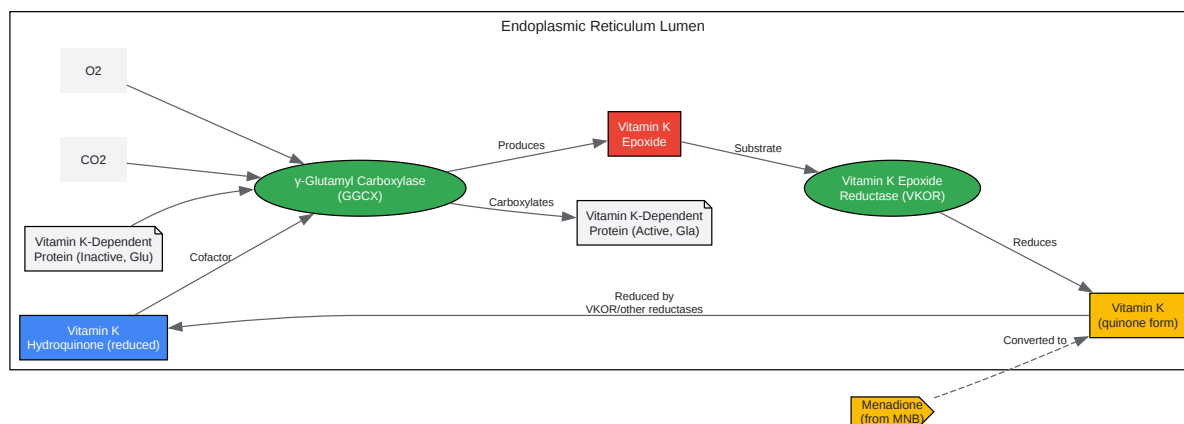 Endoplasmic Reticulum Lumen
O2
CO2
Vitamin K-Dependent
Protein (Inactive, Glu)
Vitamin K
Hydroquinone (reduced)
Cofactor
γ-Glutamyl Carboxylase
(GGCX)
Produces
Carboxylates
Vitamin K
Epoxide
Vitamin K-Dependent
Protein (Active, Gla)
Substrate
Vitamin K Epoxide
Reductase (VKOR)
Reduces
Reduced by
VKOR/other reductases
Vitamin K
(quinone form)
Converted to
Menadione
(from MNB)